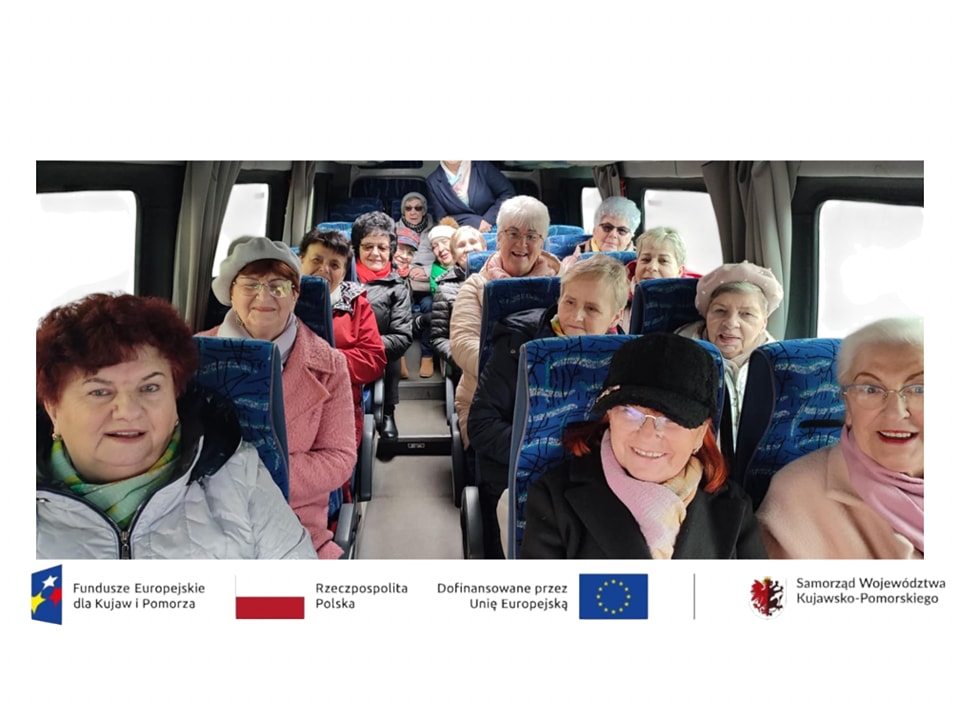 Fundusze Europejskie
dla Kujaw i Pomorza
Rzeczpospolita
Polska
Dofinansowane przez
Unię Europejską
Samorząd Województwa
Kujawsko-Pomorskiego